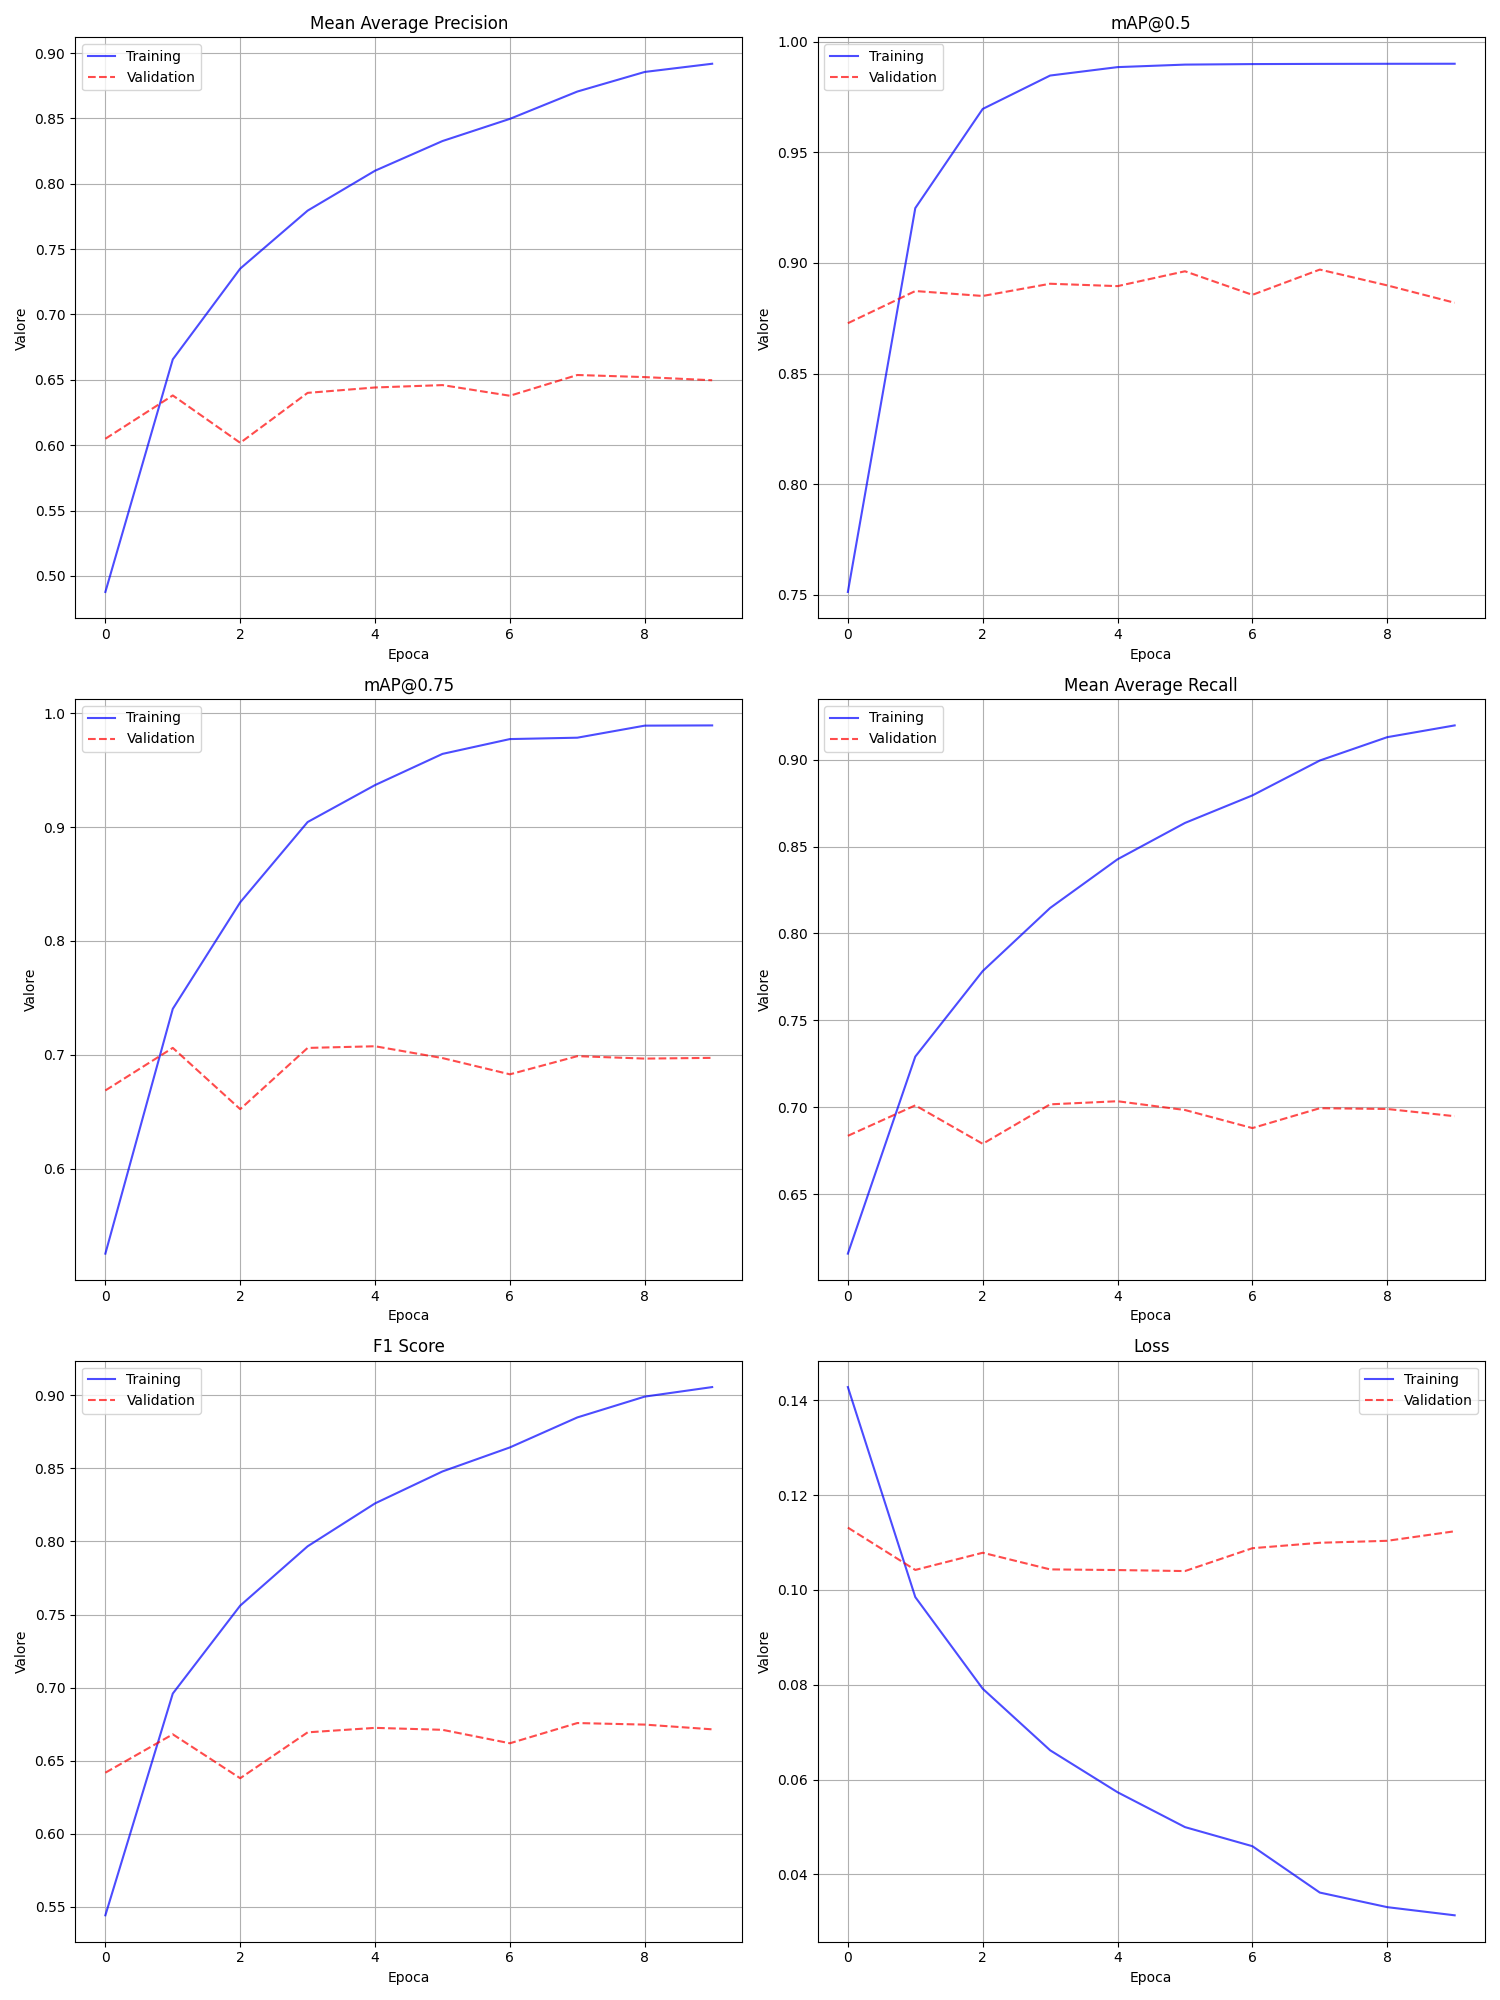 Mean Average Precision
Training
Validation
0.90
0.85
0.80
0.75
0.70
0.65
0.60
0.55
0.50
Valore
0 2 4 6 8
Epoca
mAP@0.5
Training
Validation
1.00
0.95
0.90
0.85
0.80
0.75
Valore
0 2 4 6 8
Epoca
mAP@0.75
Training
Validation
1.0
0.9
0.8
0.7
0.6
Valore
0 2 4 6 8
Epoca
Mean Average Recall
Training
Validation
0.90
0.85
0.80
0.75
0.70
0.65
Valore
0 2 4 6 8
Epoca
F1 Score
Training
Validation
0.90
0.85
0.80
0.75
0.70
0.65
0.60
0.55
Valore
0 2 4 6 8
Epoca
Loss
Training
Validation
0.14
0.12
0.10
0.08
0.06
0.04
Valore
0 2 4 6 8
Epoca